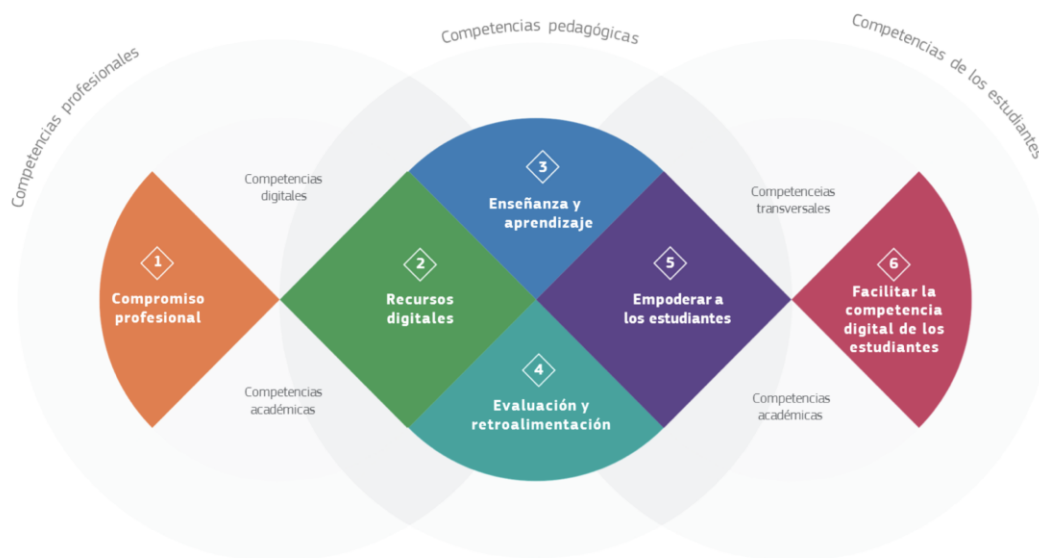 Competencias profesionales
Competencias pedagógicas
Competencias de los estudiantes
Competencias
digitales
Competencias
académicas
1
Compromiso
profesional
2
Recursos
digitales
3
Enseñanza y
aprendizaje
4
Evaluación y
retroalimentación
5
Empoderar a
los estudiantes
Competenceias
transversales
Competencias
académicas
6
Facilitar la
competencia
digital de los
estudiantes